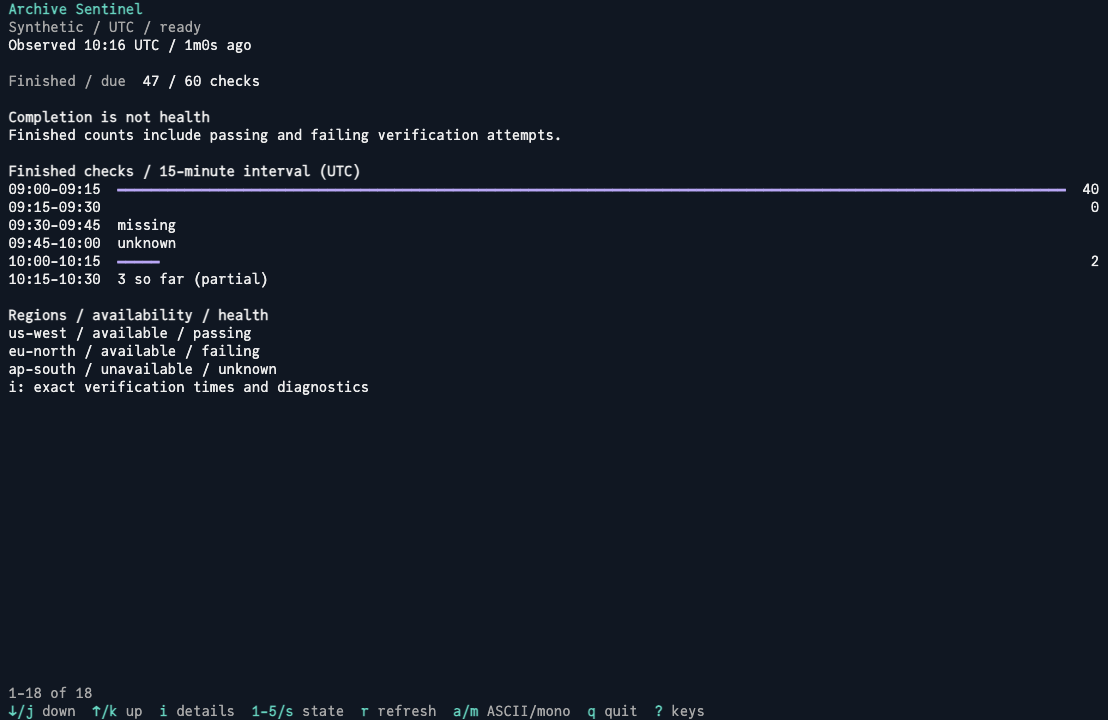 Archive Sentinel
Synthetic / UTC / ready
Observed 10:16 UTC / 1m0s ago
Finished / due  47 / 60 checks
Completion is not health
Finished counts include passing and failing verification attempts.
Finished checks / 15-minute interval (UTC)
09:00-09:15 40
09:15-09:30 0
09:30-09:45 missing
09:45-10:00 unknown
10:00-10:15 2
10:15-10:30 3 so far (partial)
Regions / availability / health
us-west / available / passing
eu-north / available / failing
ap-south / unavailable / unknown
i: exact verification times and diagnostics
1-18 of 18
↓/j down  ↑/k up  i details  1-5/s state  r refresh  a/m ASCII/mono  q quit  ? keys